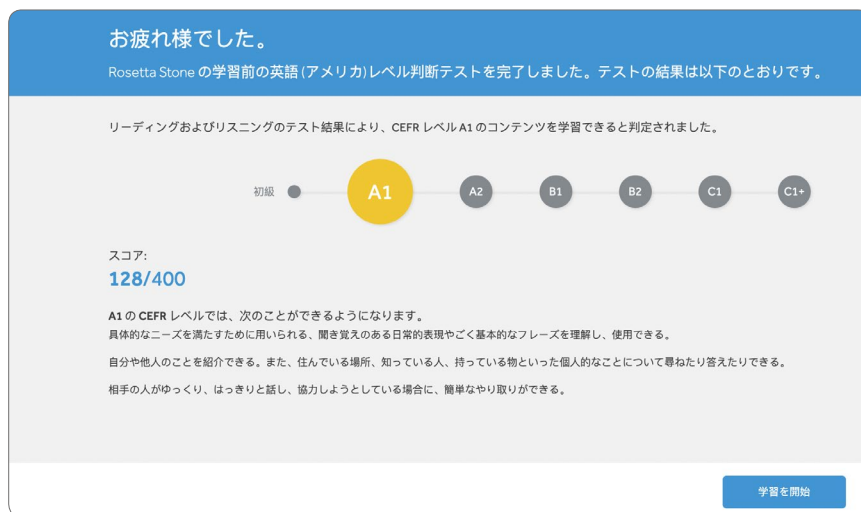 お疲れ様でした。
Rosetta Stone の学習前の英語 (アメリカ)レベル判断テストを完了しました。テストの結果は以下のとおりです。
リーディングおよびリスニングのテスト結果により、CEFR レベル A1 のコンテンツを学習できると判定されました。
初級 A1 A2 B1 B2 C1 C1+
スコア:
128/400
A1 の CEFR レベルでは、次のことができるようになります。
具体的なニーズを満たすために用いられる、聞き覚えのある日常的表現やごく基本的なフレーズを理解し、使用できる。
自分や他人のことを紹介できる。また、住んでいる場所、知っている人、持っている物といった個人的なことについて尋ねたり答えたりできる。
相手の人がゆっくり、はっきりと話し、協力しようとしている場合に、簡単なやり取りができる。
学習を開始